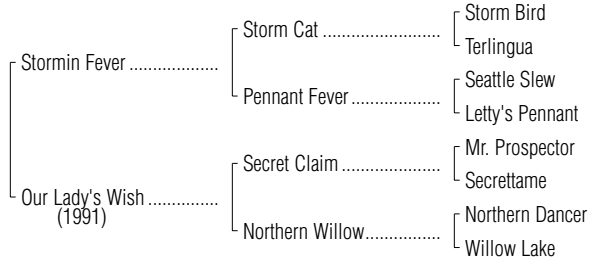 Storm Bird
Storm Cat ..........................
Terlingua
Stormin Fever ...................
Seattle Slew
Pennant Fever ....................
Letty's Pennant
Mr. Prospector
Secret Claim ......................
Secrettame
Our Lady's Wish ...............
(1991)
Northern Dancer
Northern Willow .................
Willow Lake